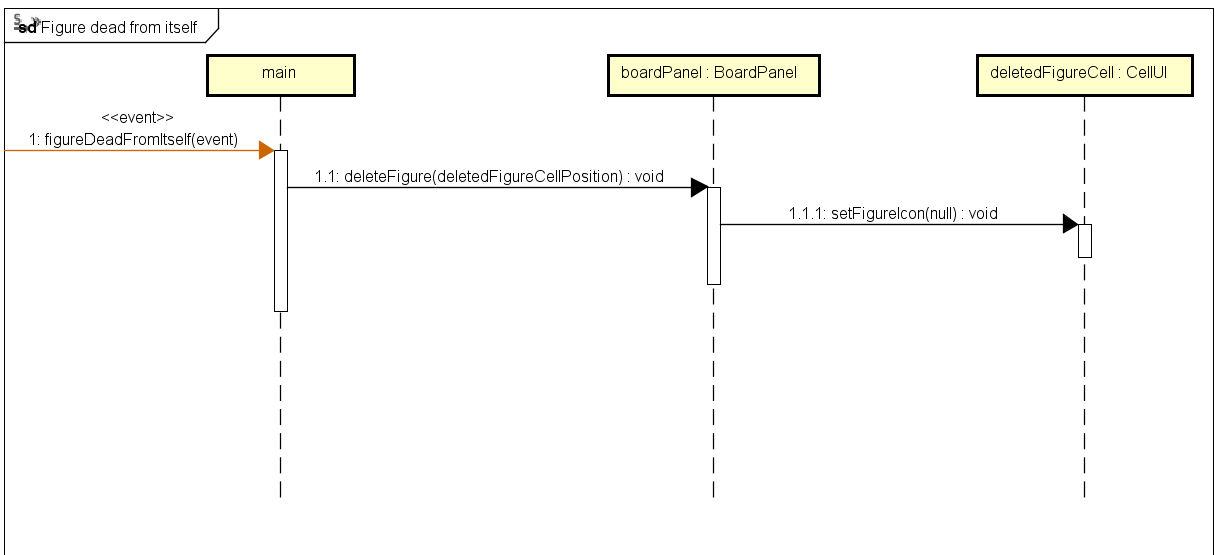 sd Figure dead from itself
main
boardPanel : BoardPanel
deletedFigureCell : CellUI
<<event>>
1: figureDeadFromItself(event)
1.1: deleteFigure(deletedFigureCellPosition) : void
1.1.1: setFigureIcon(null) : void